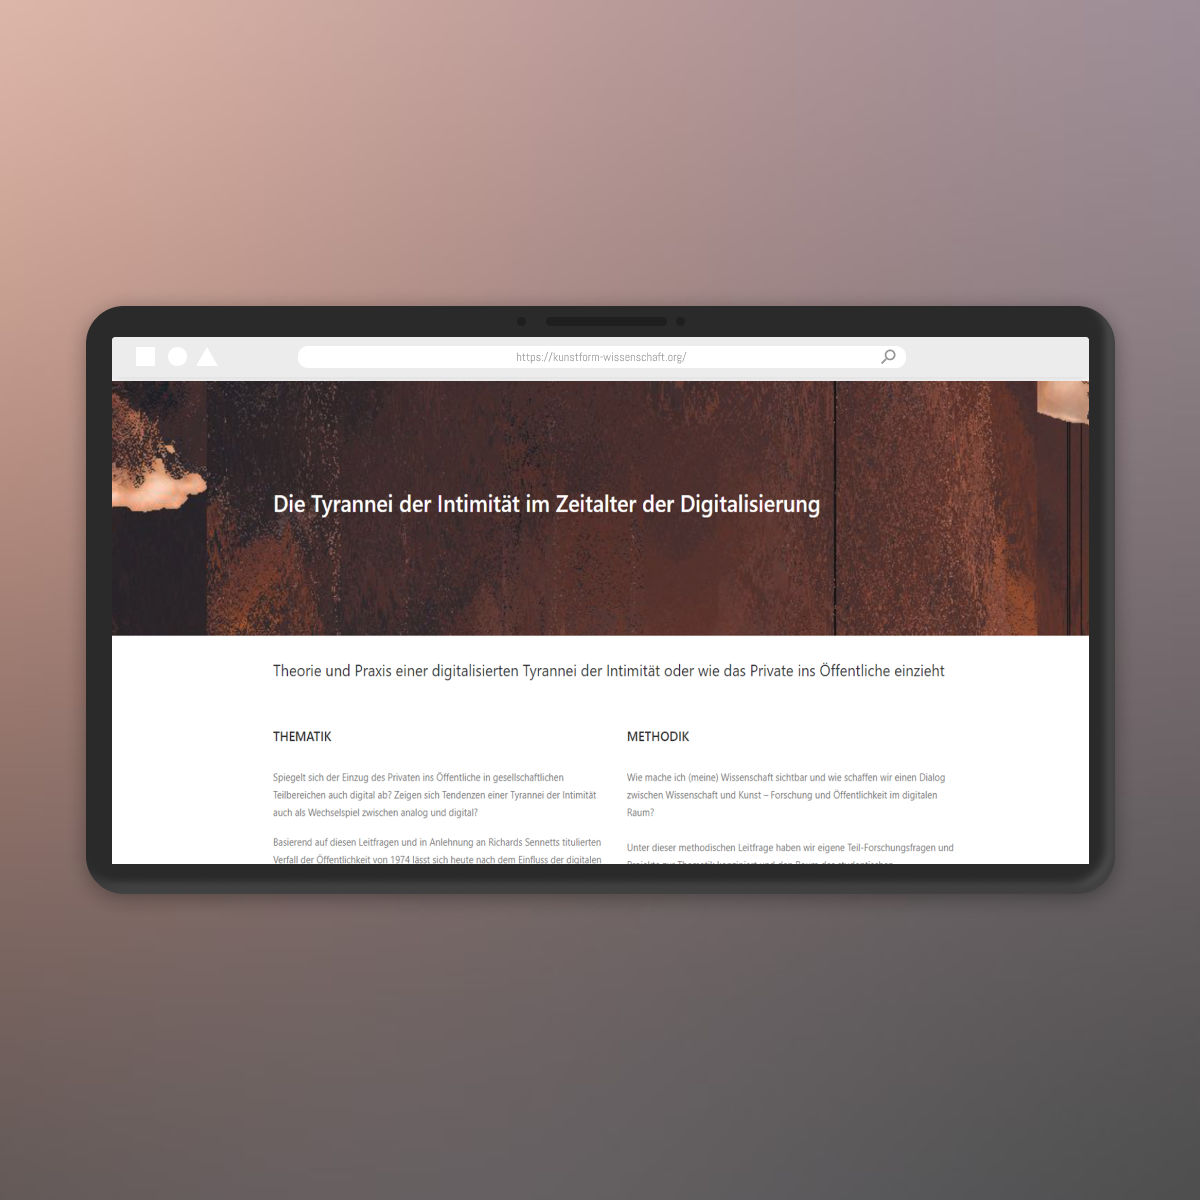 https://kunstform-wissenschaft.org/
Die Tyrannei der Intimität im Zeitalter der Digitalisierung
Theorie und Praxis einer digitalisierten Tyrannei der Intimität oder wie das Private ins Öffentliche einzieht
THEMATIK
Spiegelt sich der Einzug des Privaten ins Öffentliche in gesellschaftlichen
Teilbereichen auch digital ab? Zeigen sich Tendenzen einer Tyrannei der Intimität
auch als Wechselspiel zwischen analog und digital?
Basierend auf diesen Leitfragen und in Anlehnung an Richards Sennetts titulierten
Verfall der Öffentlichkeit von 1974 lässt sich heute nach dem Einfluss der digitalen
METHODIK
Wie mache ich (meine) Wissenschaft sichtbar und wie schaffen wir einen Dialog
zwischen Wissenschaft und Kunst – Forschung und Öffentlichkeit im digitalen
Raum?
Unter dieser methodischen Leitfrage haben wir eigene Teil-Forschungsfragen und